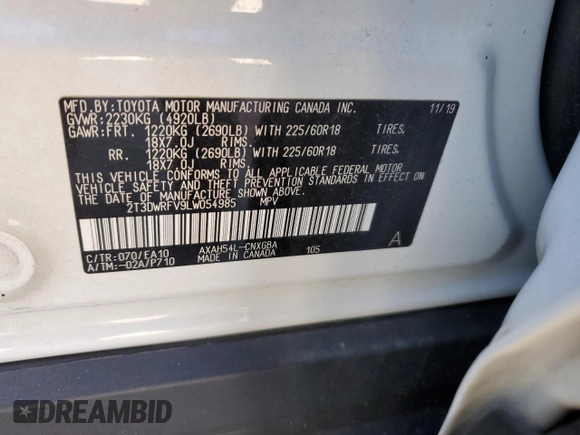 MFD.BY:TOYOTA MOTOR MANUFACTURING CANADA INC. 11/19
GVWR:2230KG (4920LB)
GAWR:FRT. 1220KG (2690LB) WITH 225/60R18 TIRES,
18X7.0J RIMS.
RR. 1220KG (2690LB) WITH 225/60R18 TIRES,
18X7.0J RIMS.
THIS VEHICLE CONFORMS TO ALL APPLICABLE FEDERAL MOTOR
VEHICLE SAFETY AND THEFT PREVENTION STANDARDS IN EFFECT
ON THE DATE OF MANUFACTURE SHOWN ABOVE.
2T3DWRFV9LW054985 MPV
C/TR:070/EA10 AXAH54L-CNXGBA 105 A
A/TM:-02A/P710 MADE IN CANADA
DREAMBID